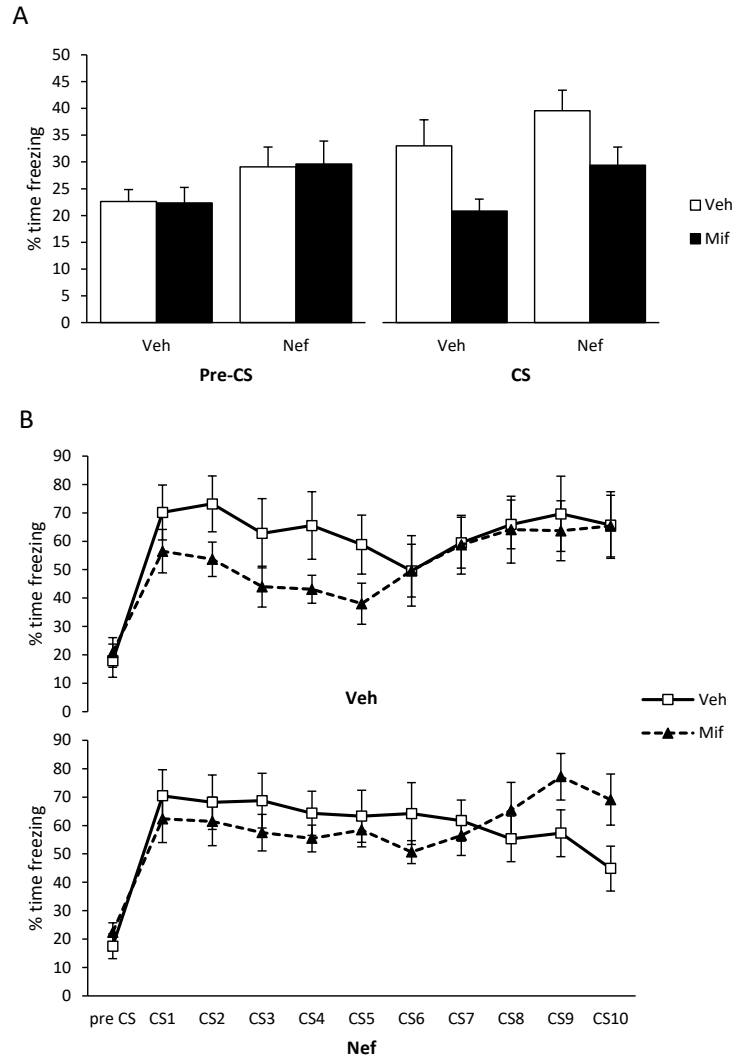 A
50
45
40
35
30
25
20
15
10
5
0
% time freezing
Veh Nef Veh Nef
Pre-CS CS
Veh
Mif
B
90
80
70
60
50
40
30
20
10
0
% time freezing
Veh
Veh
Mif
90
80
70
60
50
40
30
20
10
0
% time freezing
pre CS CS1 CS2 CS3 CS4 CS5 CS6 CS7 CS8 CS9 CS10
Nef